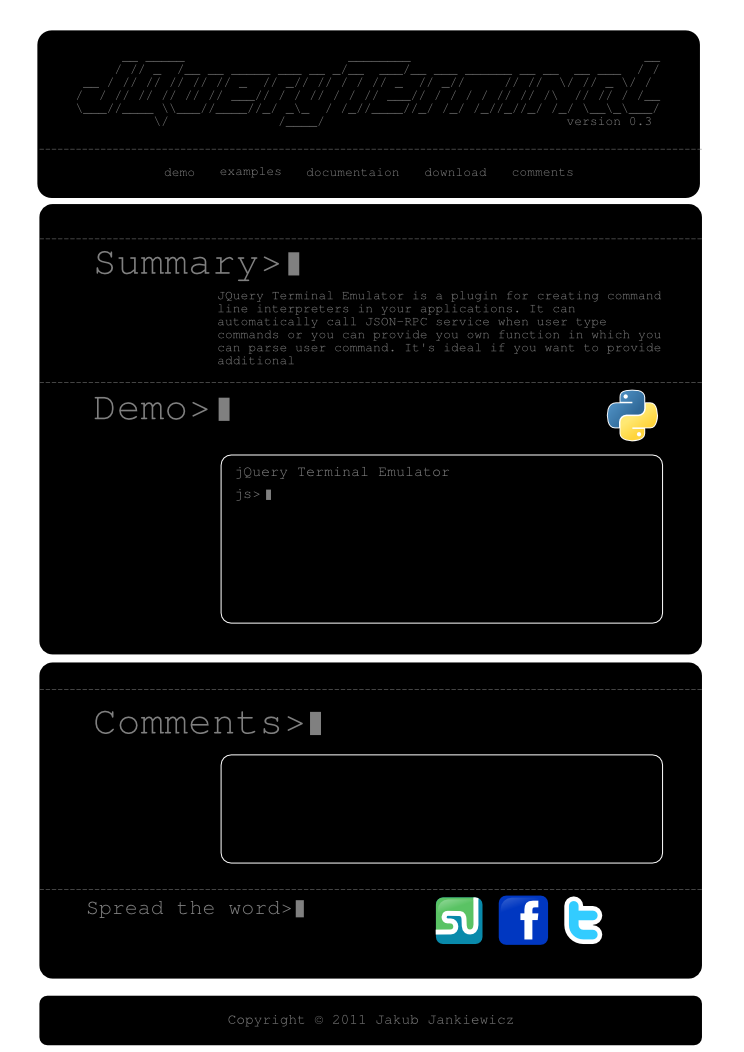 JQuery Terminal
version 0.3
demo examples documentaion download comments
Summary>
JQuery Terminal Emulator is a plugin for creating command
line interpreters in your applications. It can
automatically call JSON-RPC service when user type
commands or you can provide you own function in which you
can parse user command. It's ideal if you want to provide
additional
Demo>
jQuery Terminal Emulator
js>
Comments>
Spread the word>
Copyright © 2011 Jakub Jankiewicz